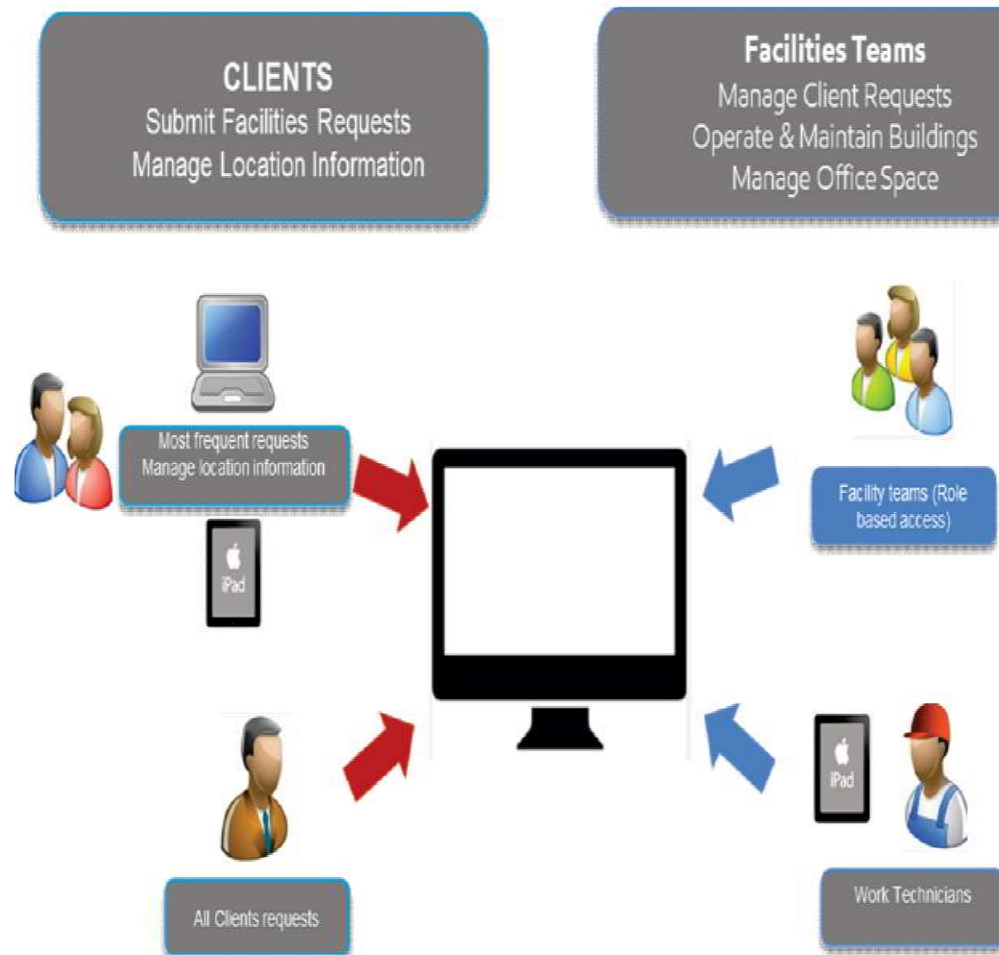 CLIENTS
Submit Facilities Requests
Manage Location Information
Facilities Teams
Manage Client Requests
Operate & Maintain Buildings
Manage Office Space
Most frequent requests
Manage location information
iPad
Facility teams (Role
based access)
All Clients requests
iPad
Work Technicians